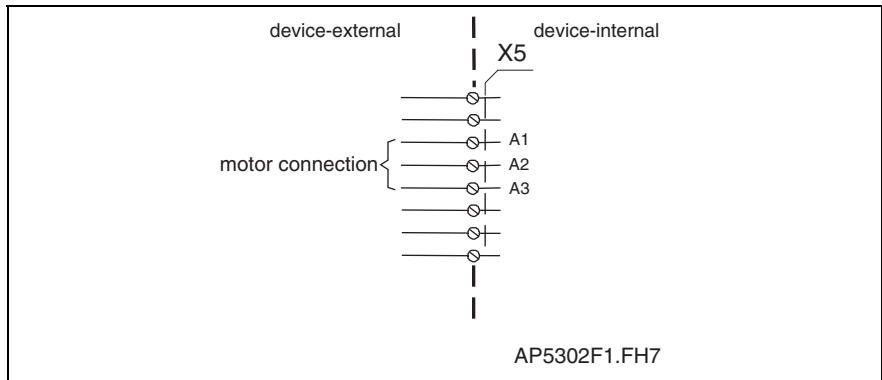 device-external device-internal
X5
A1
motor connection A2
A3
AP5302F1.FH7